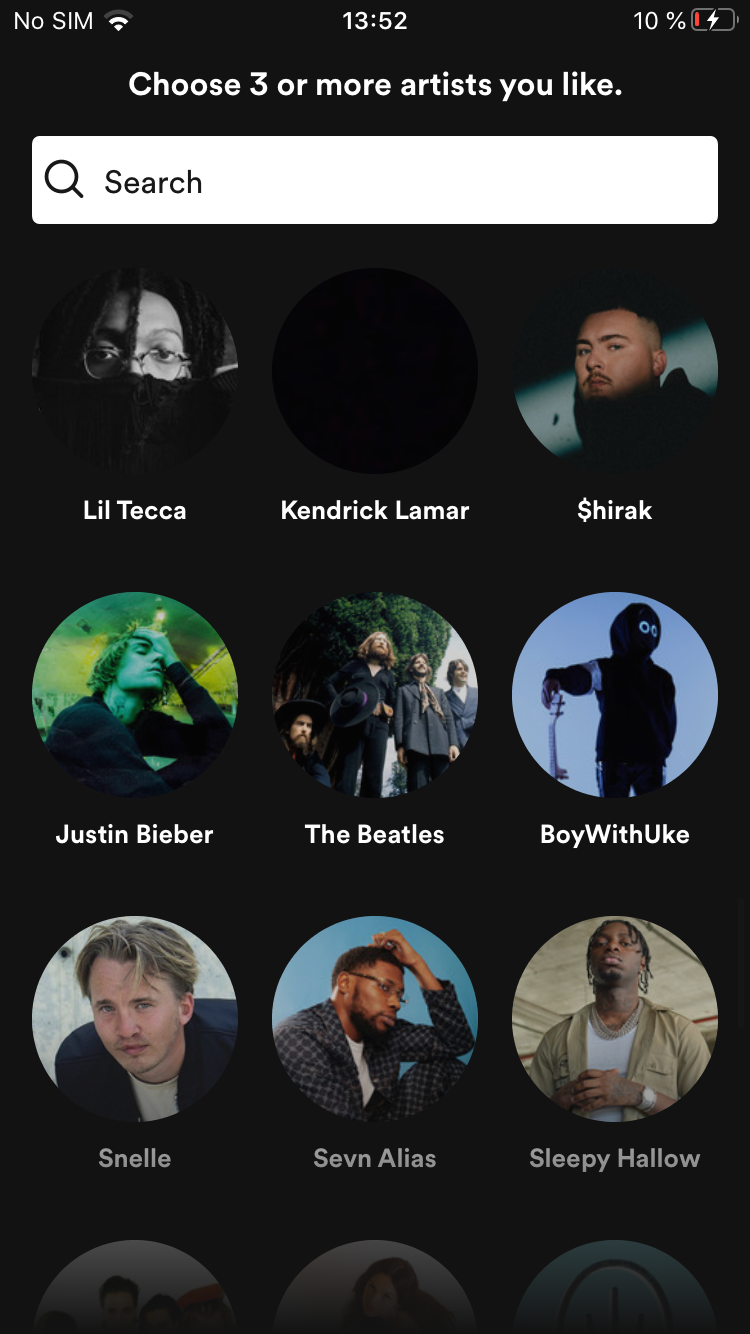 No SIM 13:52 10 %
Choose 3 or more artists you like.
Search
Lil Tecca Kendrick Lamar $hirak
Justin Bieber The Beatles BoyWithUke
Snelle Sevn Alias Sleepy Hallow